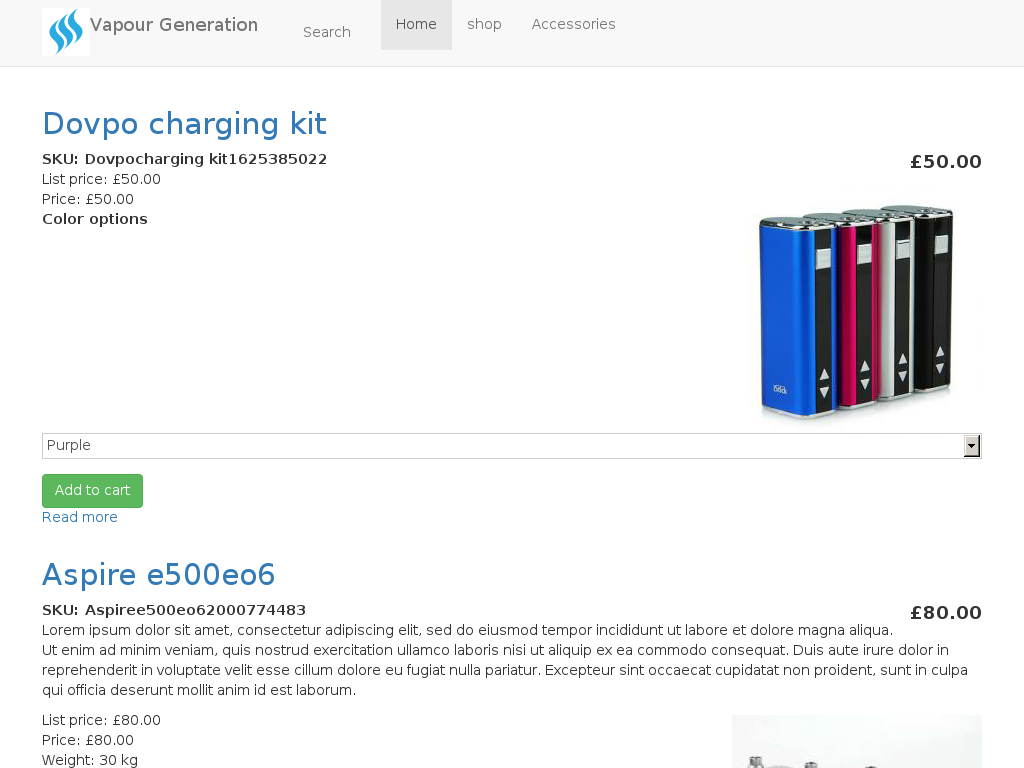 Vapour Generation
Search
Home
shop
Accessories
Dovpo charging kit
SKU: Dovpocharging kit1625385022
£50.00
List price: £50.00
Price: £50.00
Color options
iStick
Purple
Add to cart
Read more
Aspire e500eo6
SKU: Aspiree500eo62000774483
£80.00
Lorem ipsum dolor sit amet, consectetur adipiscing elit, sed do eiusmod tempor incididunt ut labore et dolore magna aliqua.
Ut enim ad minim veniam, quis nostrud exercitation ullamco laboris nisi ut aliquip ex ea commodo consequat. Duis aute irure dolor in
reprehenderit in voluptate velit esse cillum dolore eu fugiat nulla pariatur. Excepteur sint occaecat cupidatat non proident, sunt in culpa
qui officia deserunt mollit anim id est laborum.
List price: £80.00
Price: £80.00
Weight: 30 kg